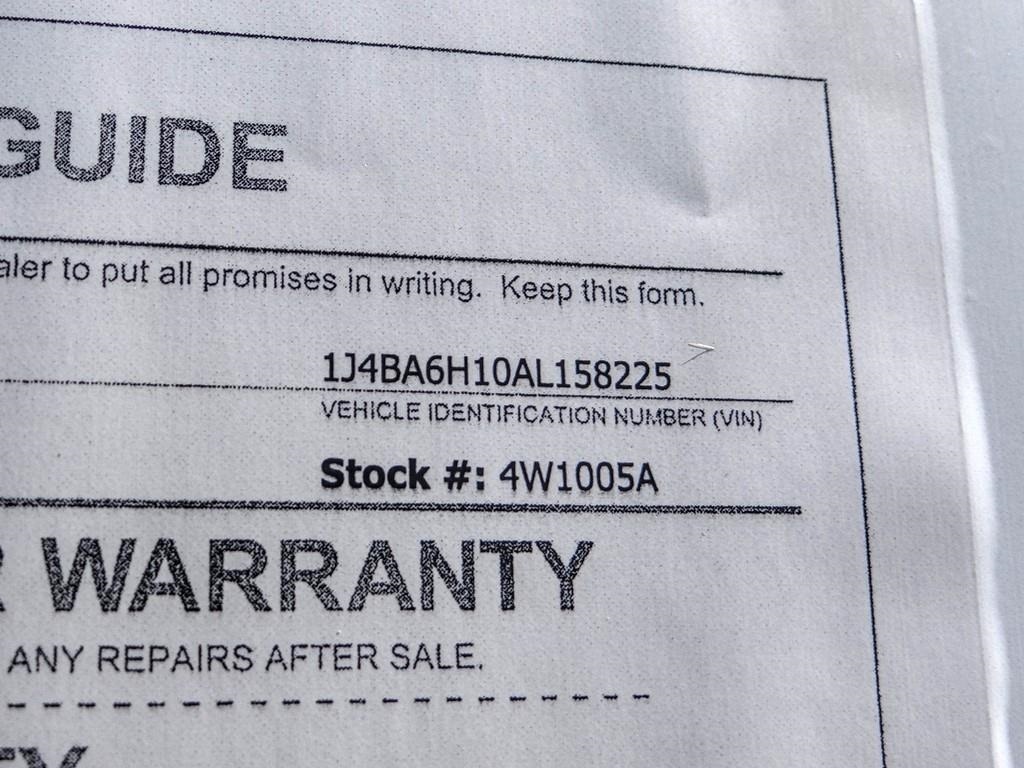 GUIDE
aler to put all promises in writing. Keep this form.
1J4BA6H10AL158225
VEHICLE IDENTIFICATION NUMBER (VIN)
Stock #: 4W1005A
WARRANTY
ANY REPAIRS AFTER SALE.